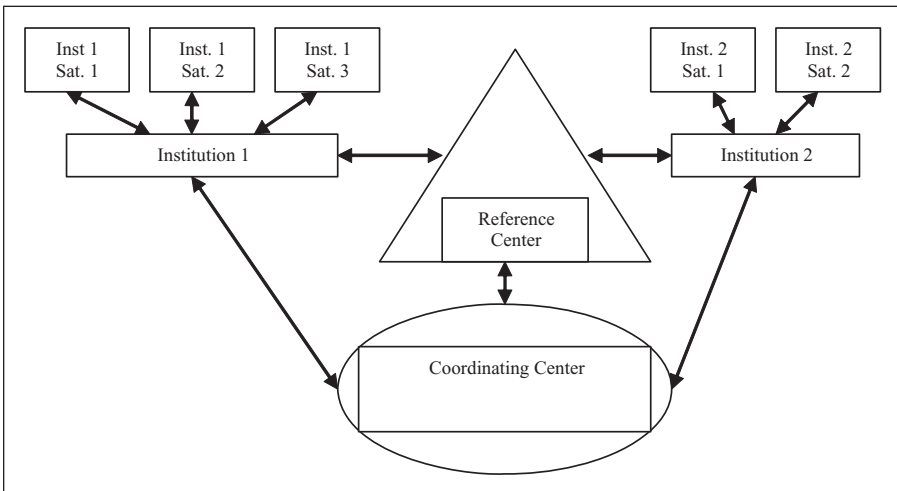 Inst 1
Sat. 1
Inst. 1
Sat. 2
Inst. 1
Sat. 3
Inst. 2
Sat. 1
Inst. 2
Sat. 2
Institution 1
Institution 2
Reference
Center
Coordinating Center